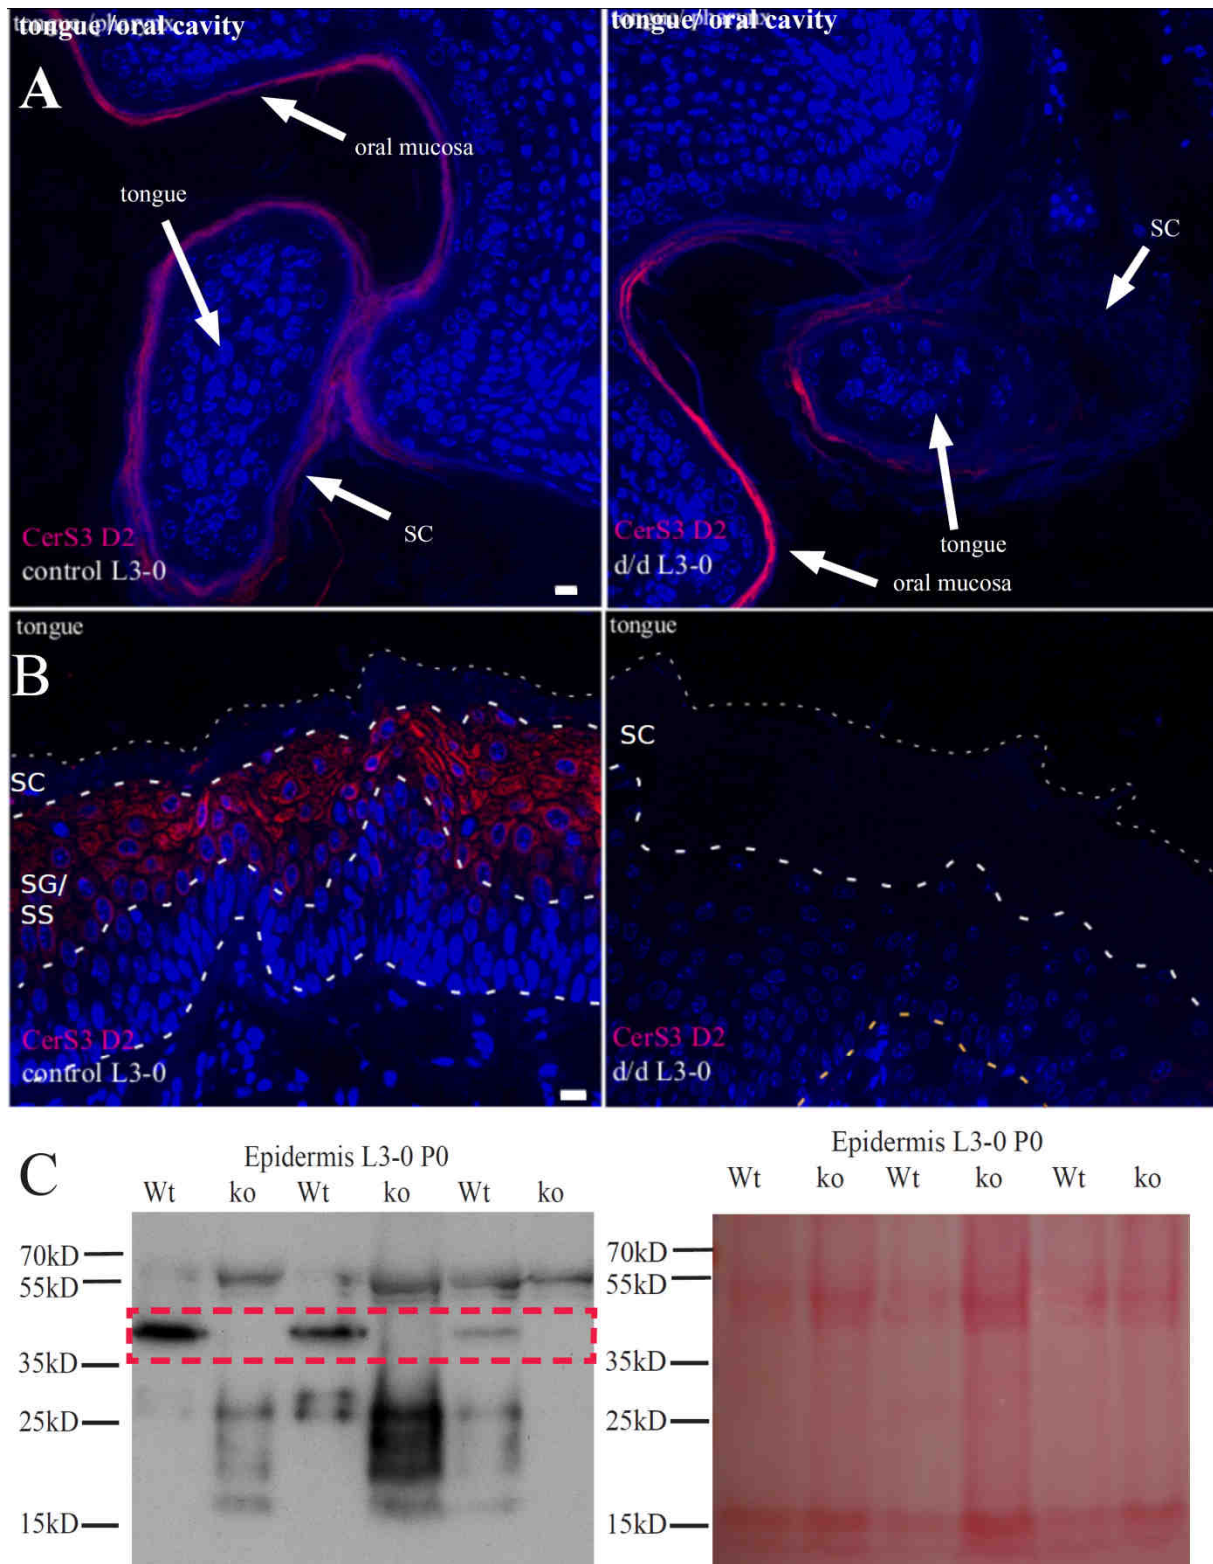 tongue/oral cavity
tongue/oral cavity
A
oral mucosa
tongue
SC
CerS3 D2
control L3-0
SC
tongue
oral mucosa
CerS3 D2
d/d L3-0
tongue
B
SC
SG/
SS
CerS3 D2
control L3-0
tongue
SC
CerS3 D2
d/d L3-0
C
Epidermis L3-0 P0
Wt ko Wt ko Wt ko
70kD
55kD
35kD
25kD
15kD
Epidermis L3-0 P0
Wt ko Wt ko Wt ko
70kD
55kD
35kD
25kD
15kD